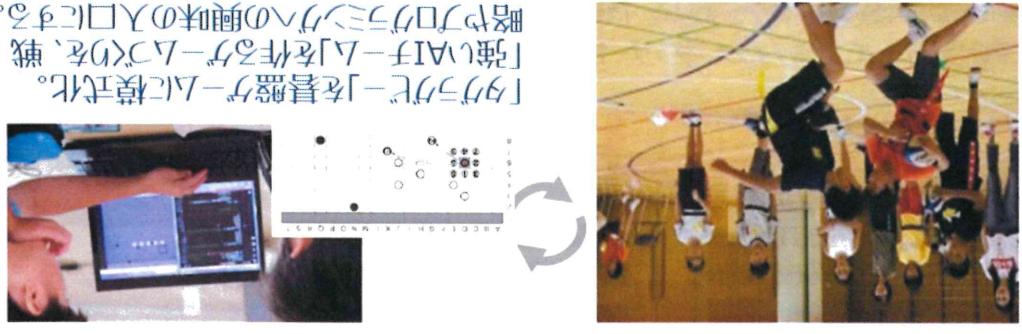 「タグラグビー」を碁盤ゲームに模式化。
「強いAIチーム」を作るゲームづくりを、戦
略やプログラミングへの興味の入口にする。